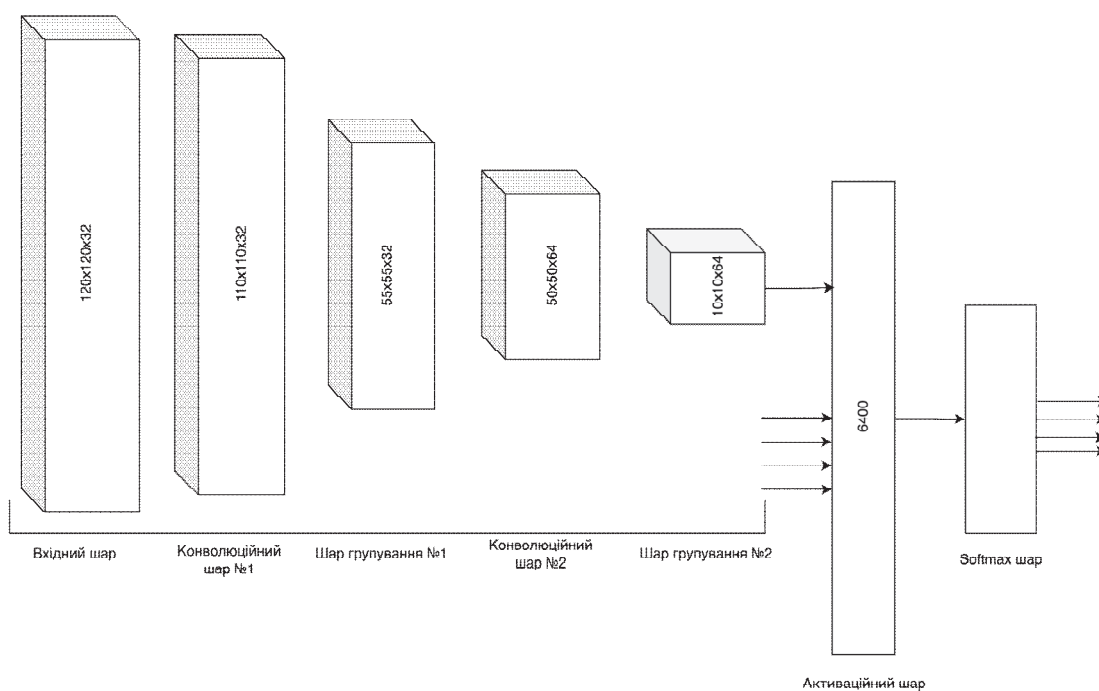 120x120x32
110x110x32
55x55x32
50x50x64
10x10x64
6400
Вхідний шар
Конволюційний
шар №1
Шар групування №1
Конволюційний
шар №2
Шар групування №2
Softmax шар
Активаційний шар